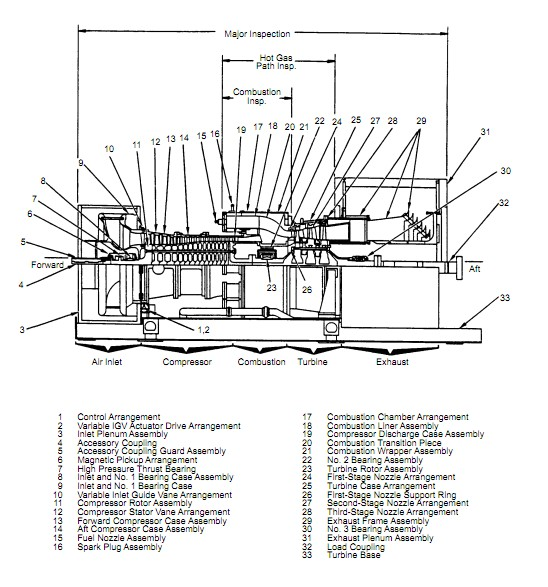 Major Inspection
Hot Gas
Path Insp.
Combustion
Insp.
22 24 25 27 28 29
20 21
19 17 18
16
15
14
13
12
11
10
9
8
7
6
5
Forward
4
3
31
30
32
Aft
23
26
1,2
33
Air Inlet Compressor Combustion Turbine Exhaust
1 Control Arrangement
2 Variable IGV Actuator Drive Arrangement
3 Inlet Plenum Assembly
4 Accessory Coupling
5 Accessory Coupling Guard Assembly
6 Magnetic Pickup Arrangement
7 High Pressure Thrust Bearing
8 Inlet and No. 1 Bearing Case Assembly
9 Inlet and No. 1 Bearing Case
10 Variable Inlet Guide Vane Arrangement
11 Compressor Rotor Assembly
12 Compressor Stator Vane Arrangement
13 Forward Compressor Case Assembly
14 Aft Compressor Case Assembly
15 Fuel Nozzle Assembly
16 Spark Plug Assembly
17 Combustion Chamber Arrangement
18 Combustion Liner Assembly
19 Compressor Discharge Case Assembly
20 Combustion Transition Piece
21 Combustion Wrapper Assembly
22 No. 2 Bearing Assembly
23 Turbine Rotor Assembly
24 First-Stage Nozzle Arrangement
25 Turbine Case Arrangement
26 First-Stage Nozzle Support Ring
27 Second-Stage Nozzle Arrangement
28 Third-Stage Nozzle Arrangement
29 Exhaust Frame Assembly
30 No. 3 Bearing Assembly
31 Exhaust Plenum Assembly
32 Load Coupling
33 Turbine Base